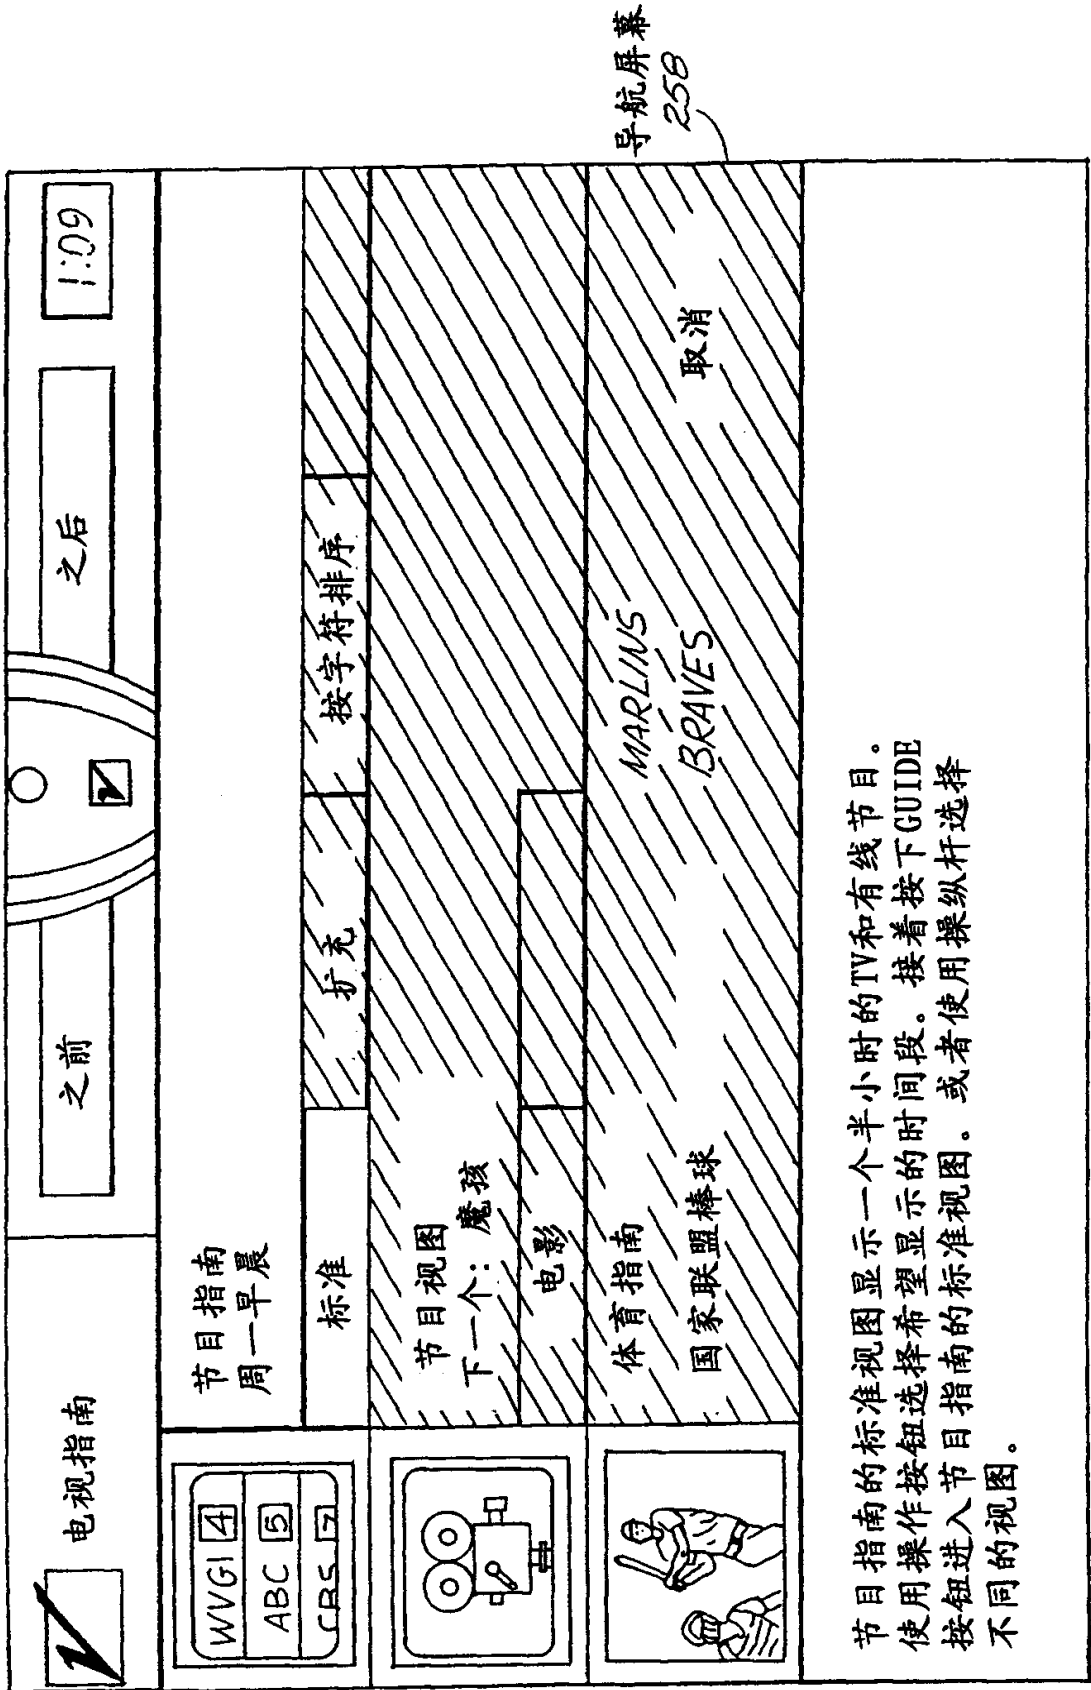 导航屏幕
258
电视指南
之前
之后
1:09
WVGI 4
ABC 5
CBS 7
节目指南
周一早晨
标准
扩充
按字符排序
节目视图
下一个：魔孩
电影
体育指南
国家联盟棒球
MARLINS
BRAVES
取消
节目指南的标准视图显示一个半小时的TV和有线节目。
使用操作按钮选择希望显示的时间段。接着按下GUIDE
按钮进入节目指南的标准视图。或者使用操纵杆选择
不同的视图。